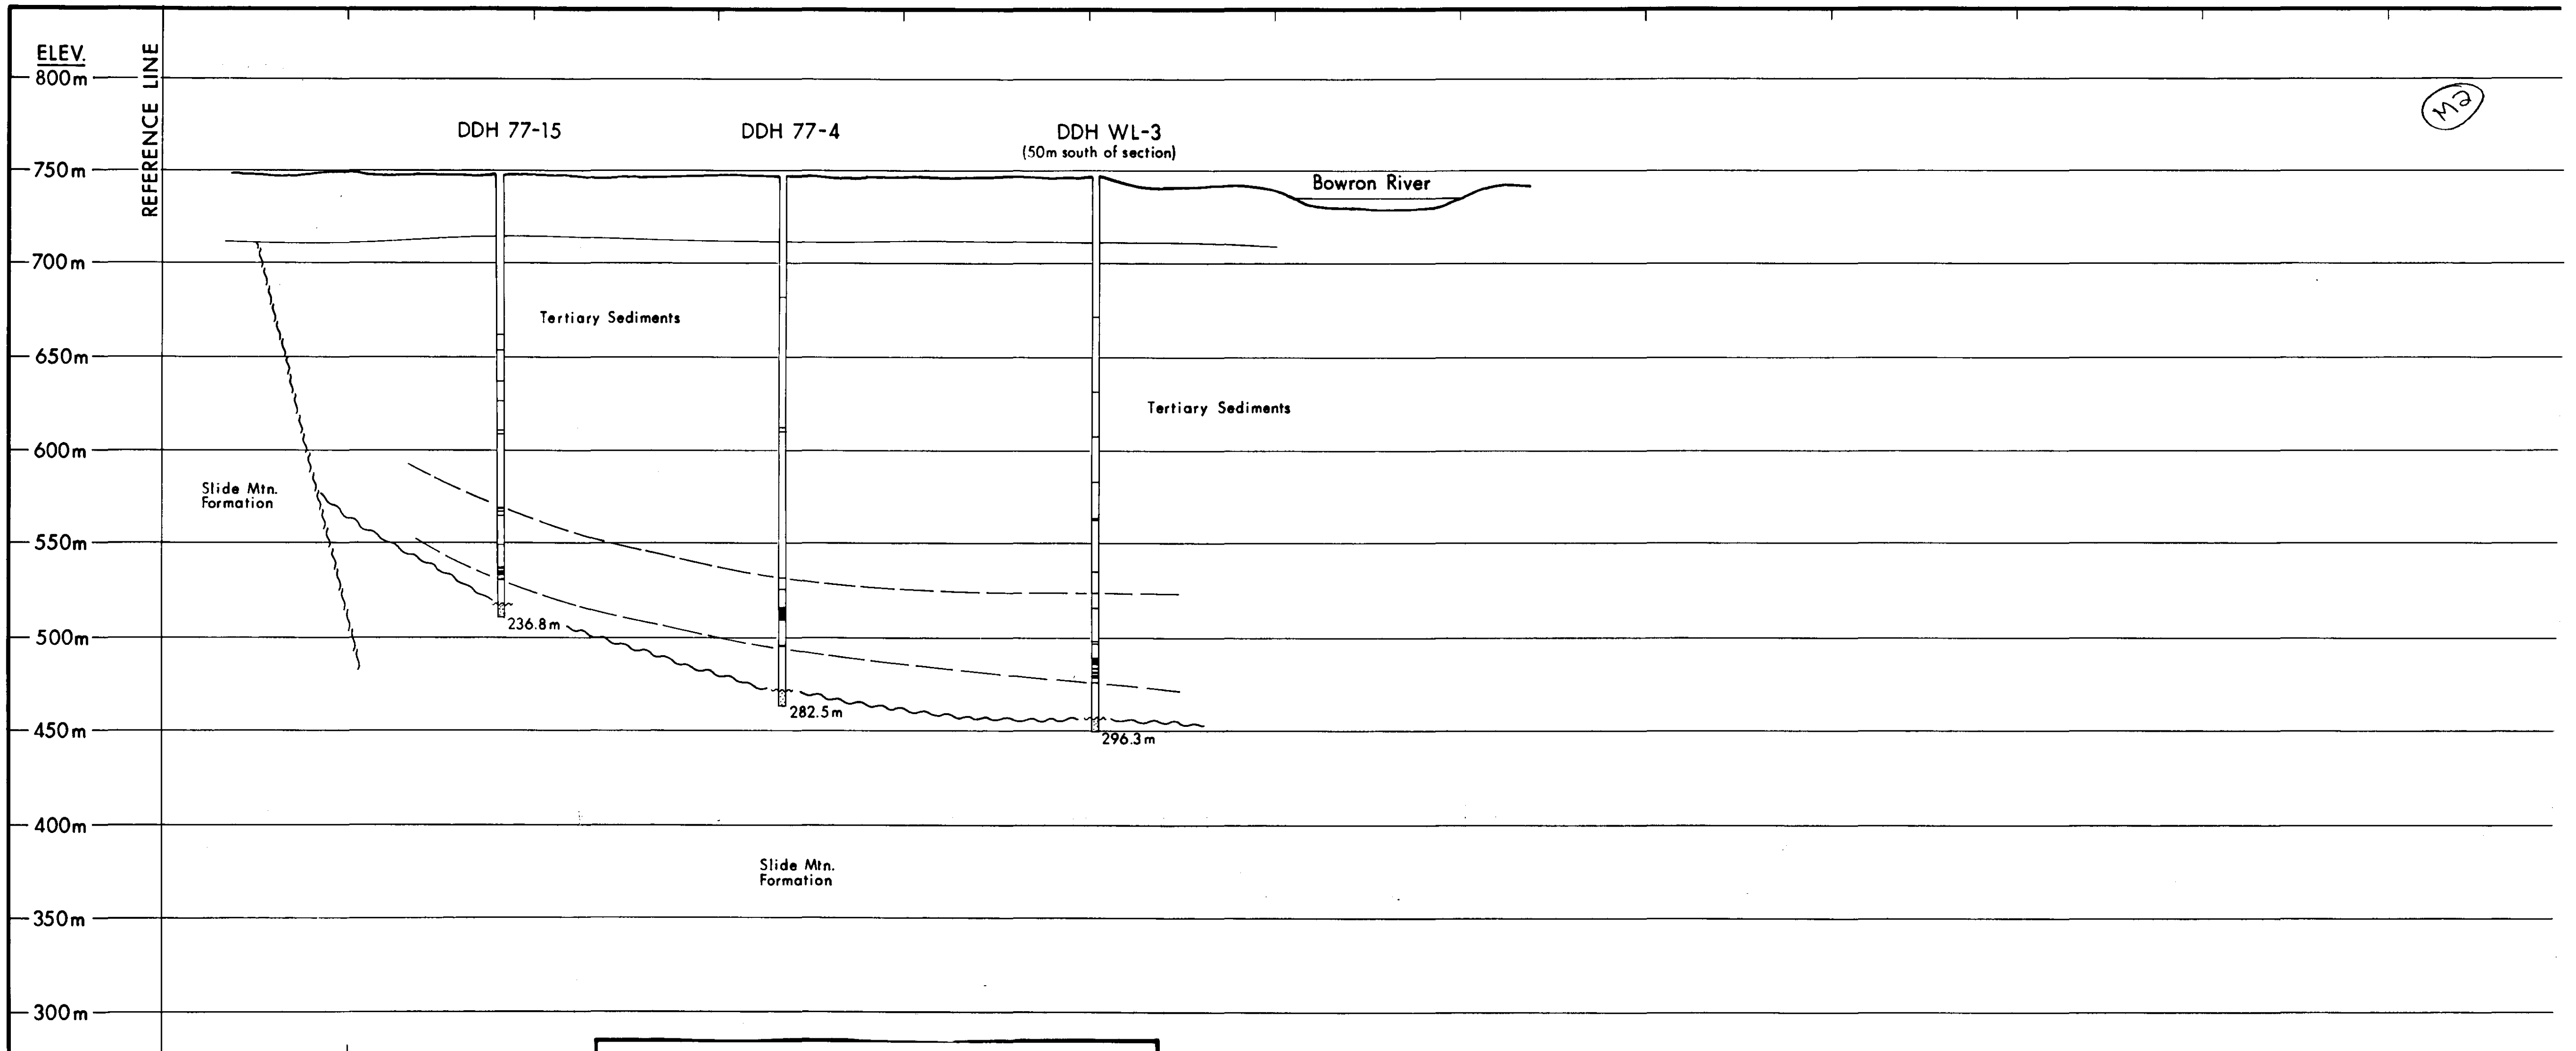 ELEV.
REFERENCE LINE
800m
M2
DDH 77-15
DDH 77-4
DDH WL-3
(50m south of section)
750m
Bowron River
700m
Tertiary Sediments
650m
Tertiary Sediments
600m
Slide Mtn.
Formation
550m
236.8m
500m
282.5m
450m
296.3m
400m
Slide Mtn.
Formation
350m
300m